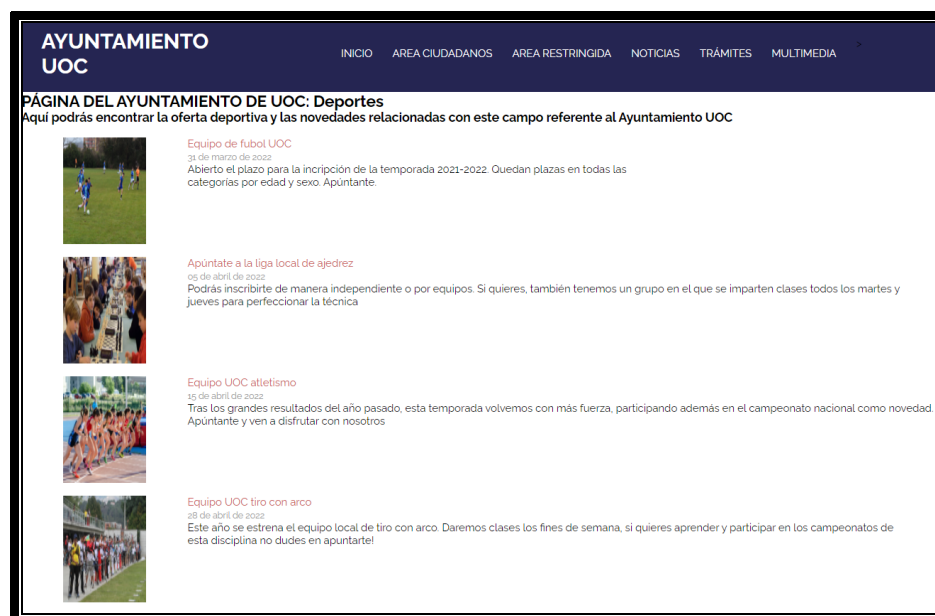 AYUNTAMIENTO
UOC
INICIO AREA CIUDADANOS AREA RESTRINGIDA NOTICIAS TRÁMITES MULTIMEDIA >
PÁGINA DEL AYUNTAMIENTO DE UOC: Deportes
Aquí podrás encontrar la oferta deportiva y las novedades relacionadas con este campo referente al Ayuntamiento UOC
Equipo de fubol UOC
31 de marzo de 2022
Abierto el plazo para la incripción de la temporada 2021-2022. Quedan plazas en todas las
categorías por edad y sexo. Apúntante.
Apúntate a la liga local de ajedrez
05 de abril de 2022
Podrás inscribirte de manera independiente o por equipos. Si quieres, también tenemos un grupo en el que se imparten clases todos los martes y
jueves para perfeccionar la técnica
Equipo UOC atletismo
15 de abril de 2022
Tras los grandes resultados del año pasado, esta temporada volvemos con más fuerza, participando además en el campeonato nacional como novedad.
Apúntante y ven a disfrutar con nosotros
Equipo UOC tiro con arco
28 de abril de 2022
Este año se estrena el equipo local de tiro con arco. Daremos clases los fines de semana, si quieres aprender y participar en los campeonatos de
esta disciplina no dudes en apuntarte!